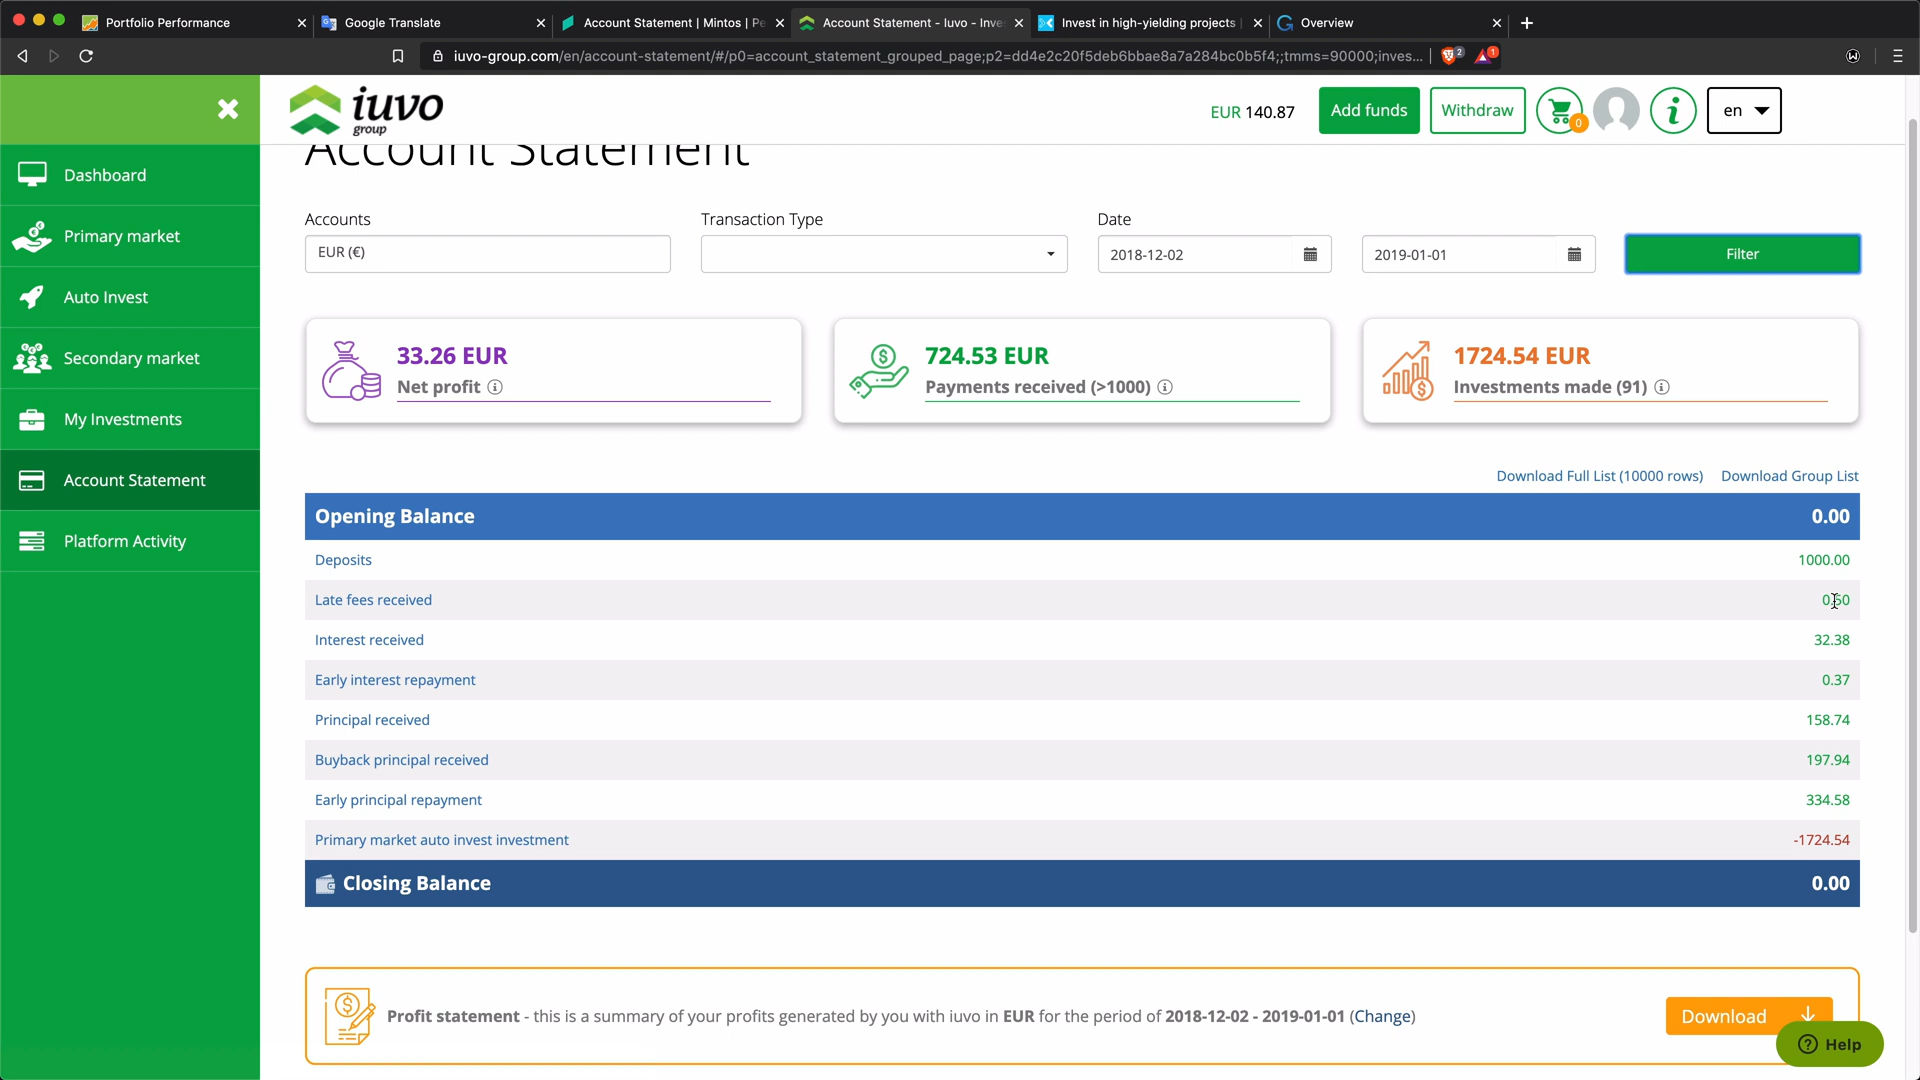 Portfolio Performance
Google Translate
Account Statement | Mintos | Pe
Account Statement - Iuvo - Inve
Invest in high-yielding projects
Overview
iuvo-group.com/en/account-statement/#/p0=account_statement_grouped_page;p2=dd4e2c20f5deb6bbae8a7a284bc0b5f4;;tmms=90000;inves...
2
1
iuvo
group
EUR 140.87
Add funds
Withdraw
0
en
Dashboard
Primary market
Auto Invest
Secondary market
My Investments
Account Statement
Platform Activity
Account Statement
Accounts
Transaction Type
Date
EUR (€)
2018-12-02
2019-01-01
Filter
33.26 EUR
Net profit
724.53 EUR
Payments received (>1000)
1724.54 EUR
Investments made (91)
Download Full List (10000 rows)
Download Group List
Opening Balance 0.00
Deposits 1000.00
Late fees received
Interest received 32.38
Early interest repayment 0.37
Principal received 158.74
Buyback principal received 197.94
Early principal repayment 334.58
Primary market auto invest investment -1724.54
Closing Balance 0.00
Profit statement - this is a summary of your profits generated by you with iuvo in EUR for the period of 2018-12-02 - 2019-01-01 (Change)
Download
Help